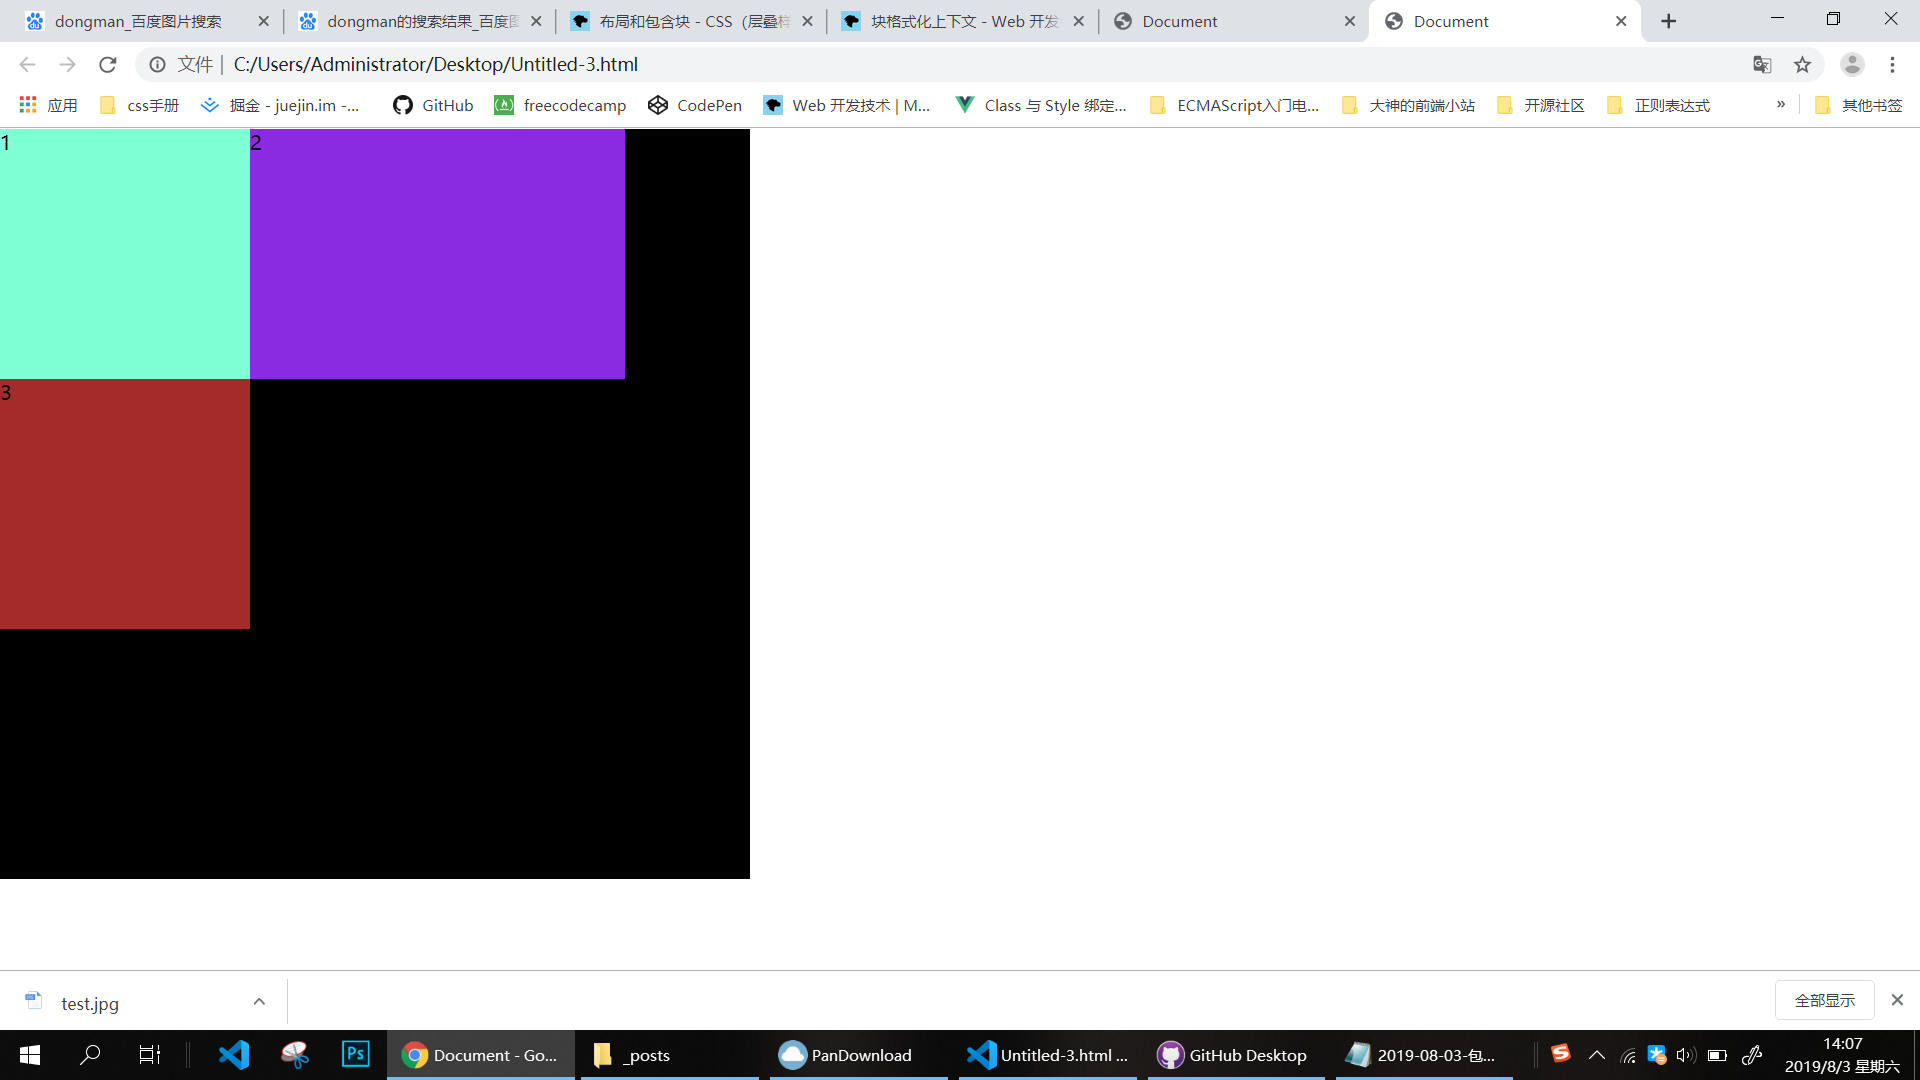 dongman_百度图片搜索
dongman的搜索结果_百度图
布局和包含块 - CSS（层叠样
块格式化上下文 - Web 开发
Document
Document
文件 | C:/Users/Administrator/Desktop/Untitled-3.html
应用
css手册
掘金 - juejin.im -...
GitHub
freecodecamp
CodePen
Web 开发技术 | M...
Class 与 Style 绑定...
ECMAScript入门电...
大神的前端小站
开源社区
正则表达式
»
其他书签
1
2
3
test.jpg
全部显示
Ps
Document - Go...
_posts
PanDownload
Untitled-3.html ...
GitHub Desktop
2019-08-03-包...
14:07
2019/8/3 星期六